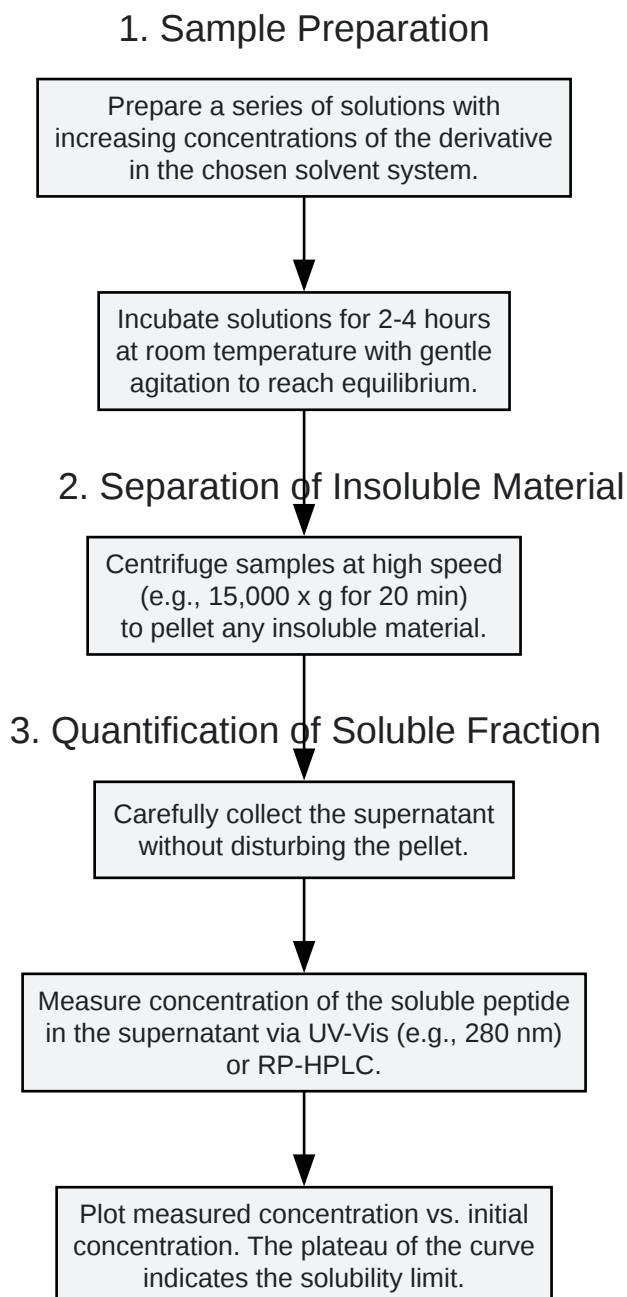 1. Sample Preparation
Prepare a series of solutions with
increasing concentrations of the derivative
in the chosen solvent system.
Incubate solutions for 2-4 hours
at room temperature with gentle
agitation to reach equilibrium.
2. Separation of Insoluble Material
Centrifuge samples at high speed
(e.g., 15,000 x g for 20 min)
to pellet any insoluble material.
3. Quantification of Soluble Fraction
Carefully collect the supernatant
without disturbing the pellet.
Measure concentration of the soluble peptide
in the supernatant via UV-Vis (e.g., 280 nm)
or RP-HPLC.
Plot measured concentration vs. initial
concentration. The plateau of the curve
indicates the solubility limit.